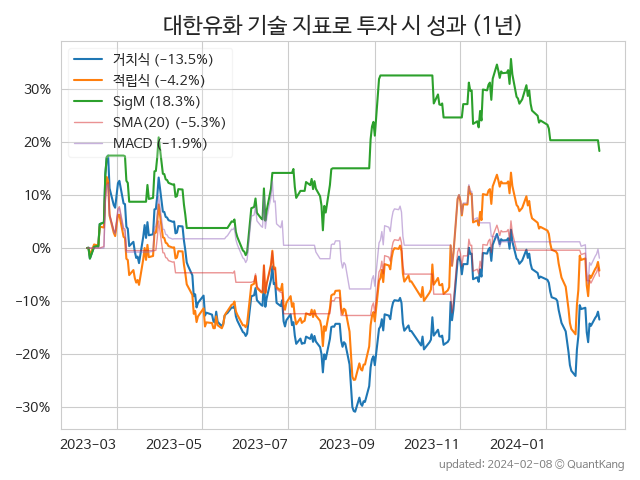 대한유화 기술 지표로 투자 시 성과 (1년)
거치식 (−13.5%)
적립식 (−4.2%)
SigM (18.3%)
SMA(20) (−5.3%)
MACD (−1.9%)
30%
20%
10%
0%
−10%
−20%
−30%
2023-03 2023-05 2023-07 2023-09 2023-11 2024-01
updated: 2024-02-08 © QuantKang